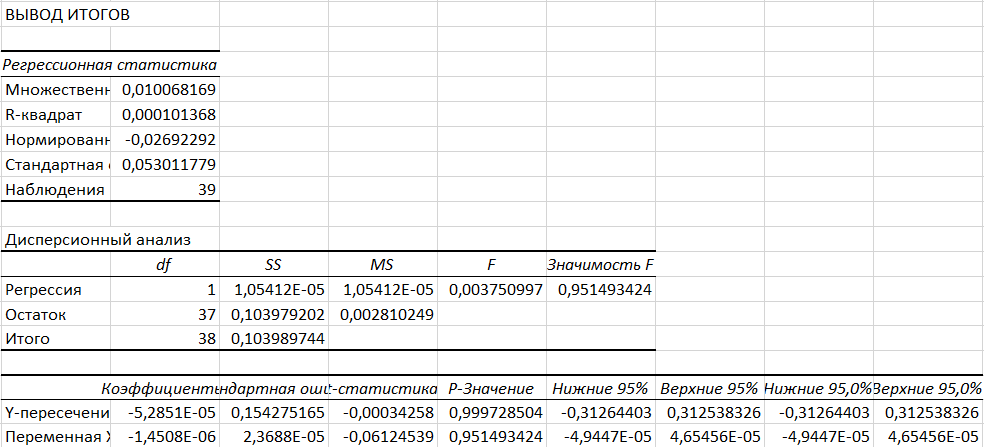 ВЫВОД ИТОГОВ
Регрессионная статистика
Множественн 0,010068169
R-квадрат 0,000101368
Нормированн -0,02692292
Стандартная 0,053011779
Наблюдения 39
Дисперсионный анализ
df SS MS F Значимость F
Регрессия 1 1,05412E-05 1,05412E-05 0,003750997 0,951493424
Остаток 37 0,103979202 0,002810249
Итого 38 0,103989744
Коэффициенты ндартная оши t-статистика P-Значение Нижние 95% Верхние 95% Нижние 95,0% Верхние 95,0%
Y-пересечени -5,2851E-05 0,154275165 -0,00034258 0,999728504 -0,31264403 0,312538326 -0,31264403 0,312538326
Переменная X -1,4508E-06 2,3688E-05 -0,06124539 0,951493424 -4,9447E-05 4,65456E-05 -4,9447E-05 4,65456E-05